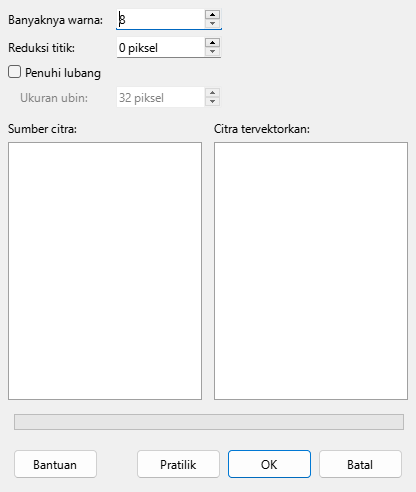 Banyaknya warna: 8
Reduksi titik: 0 piksel
Penuhi lubang
Ukuran ubin: 32 piksel
Sumber citra: Citra tervektorkan:
Bantuan Pratilik OK Batal